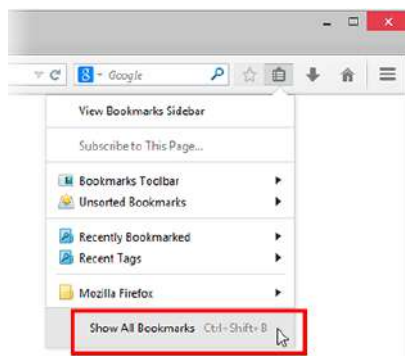 8 Google
View Bookmarks Sidebar
Subscribe to This Page...
Bookmarks Toolbar
Unsorted Bookmarks
Recently Bookmarked
Recent Tags
Mozilla Firefox
Show All Bookmarks Ctrl+Shift+B